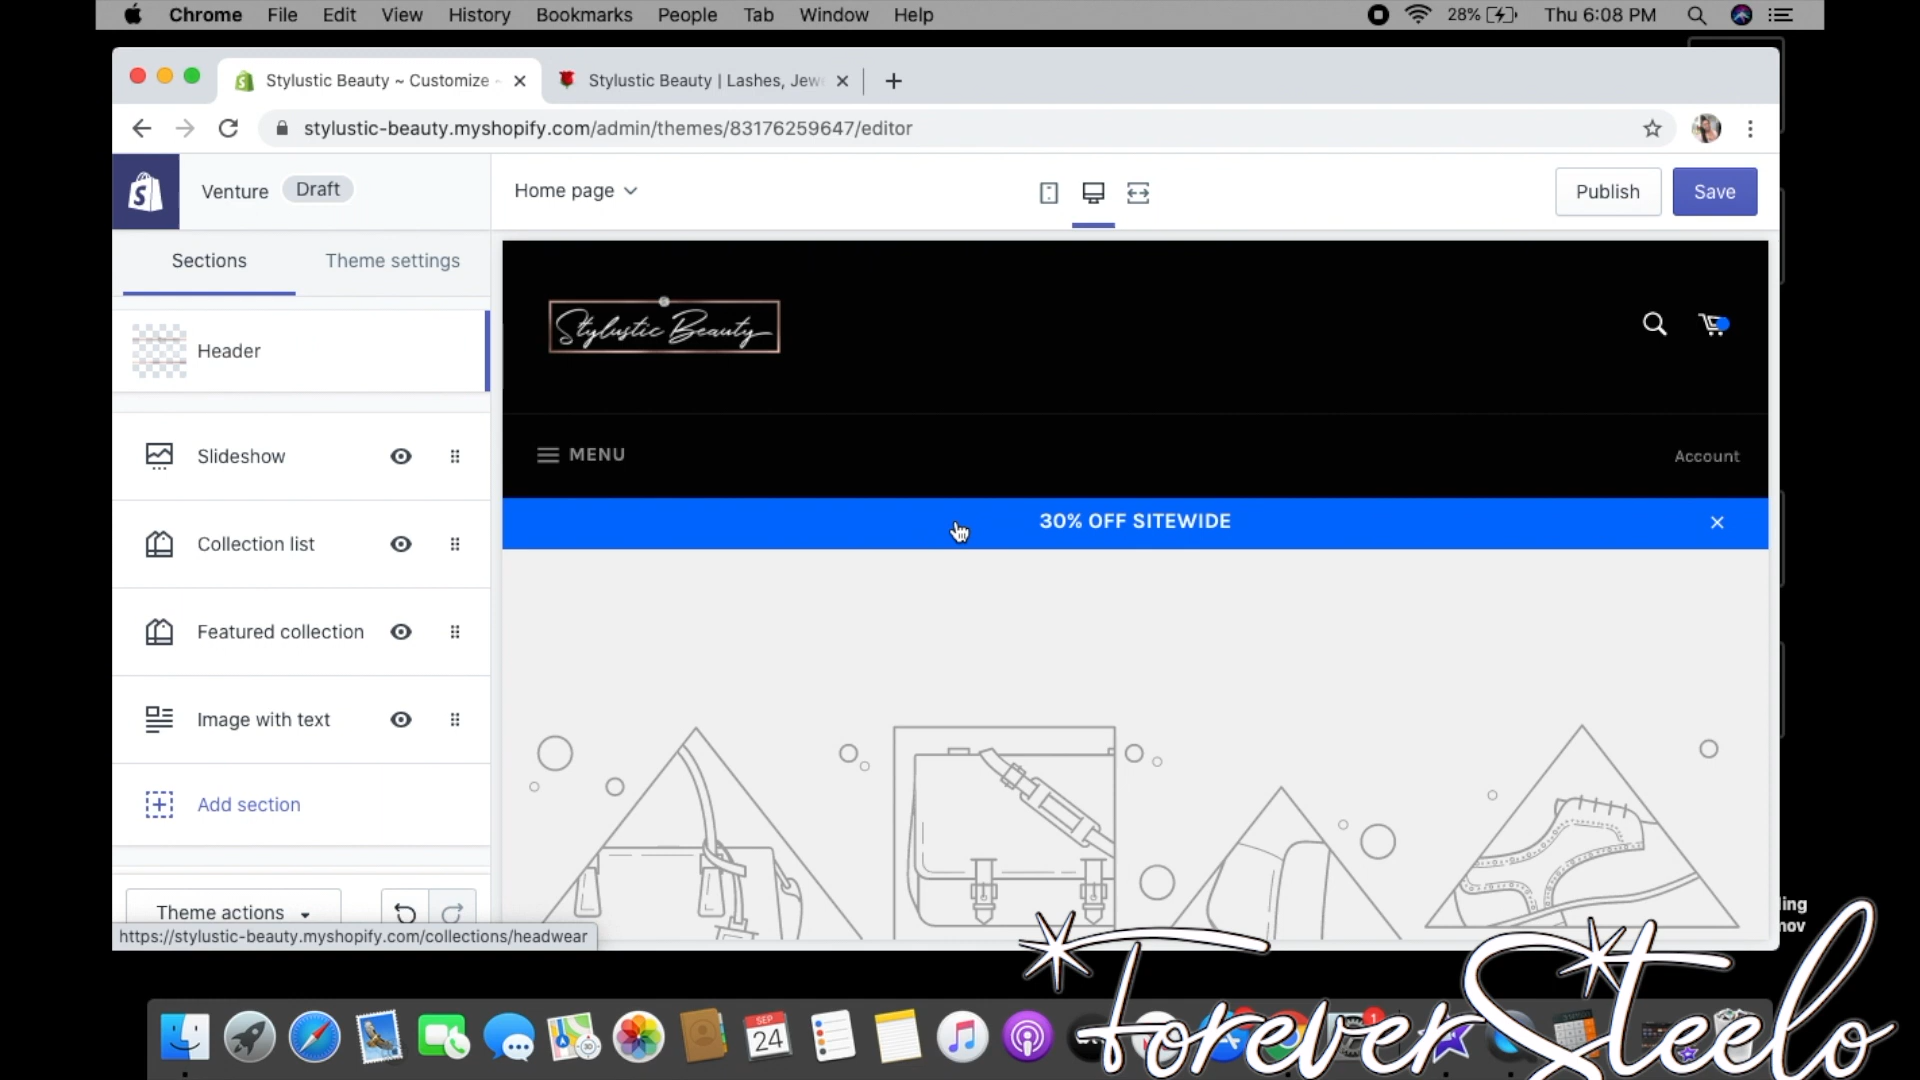 Chrome File Edit View History Bookmarks People Tab Window Help 28% Thu 6:08 PM
Stylustic Beauty ~ Customize ~ Stylustic Beauty | Lashes, Jew
stylustic-beauty.myshopify.com/admin/themes/83176259647/editor
Venture Draft Home page Publish Save
Sections Theme settings
Header
Stylustic Beauty
Slideshow
MENU Account
30% OFF SITEWIDE
Collection list
Featured collection
Image with text
Add section
Theme actions
https://stylustic-beauty.myshopify.com/collections/headwear
ForeverSteelo
SEP
24
1